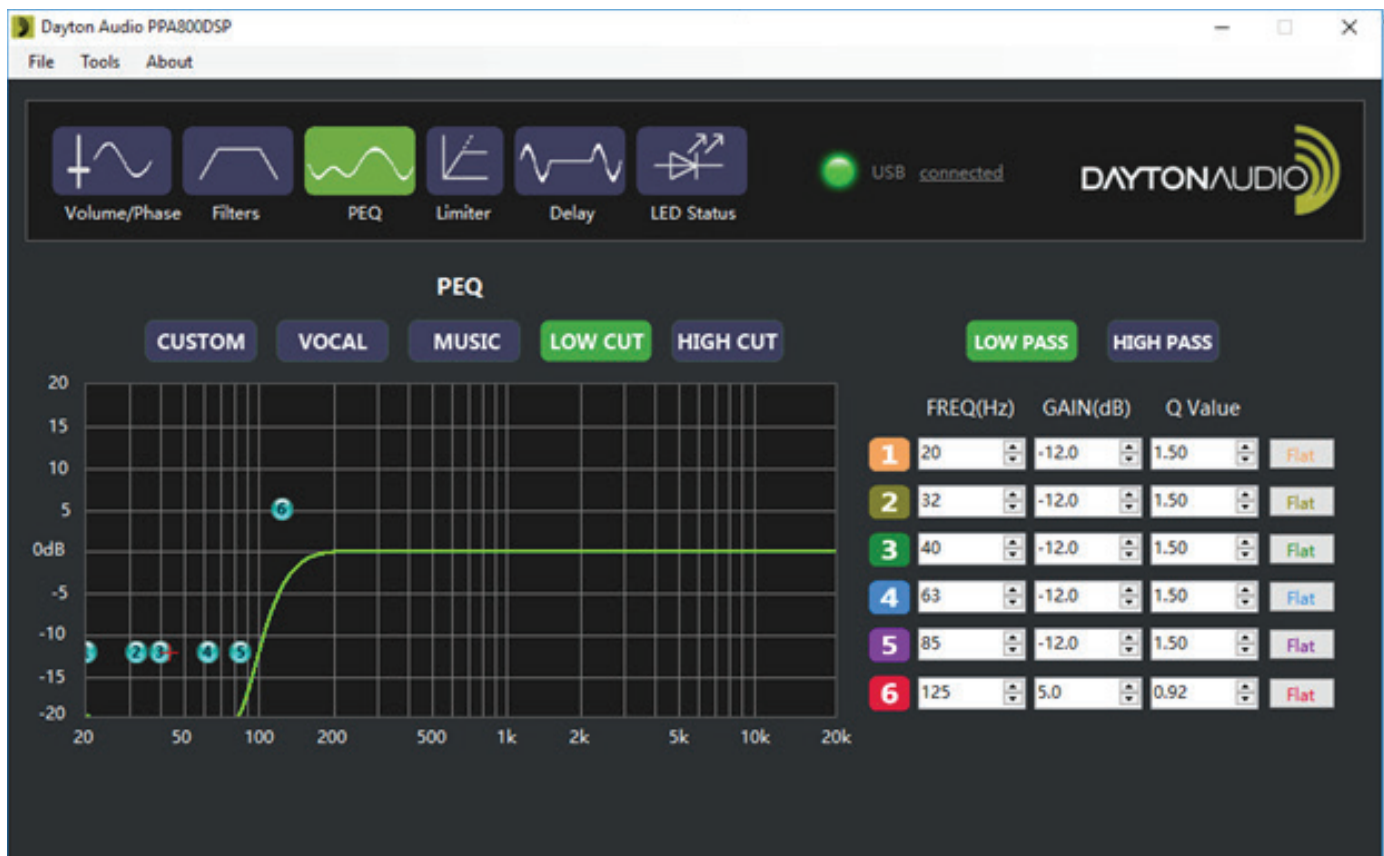 Dayton Audio PPA800DSP
File Tools About
Volume/Phase Filters PEQ Limiter Delay LED Status
USB connected
DAYTONAUDIO
PEQ
CUSTOM VOCAL MUSIC LOW CUT HIGH CUT
LOW PASS HIGH PASS
20
15
10
5
0dB
-5
-10
-15
-20
6
2 3 4 5
20 50 100 200 500 1k 2k 5k 10k 20k
FREQ(Hz) GAIN(dB) Q Value
1 20 -12.0 1.50 Flat
2 32 -12.0 1.50 Flat
3 40 -12.0 1.50 Flat
4 63 -12.0 1.50 Flat
5 85 -12.0 1.50 Flat
6 125 5.0 0.92 Flat